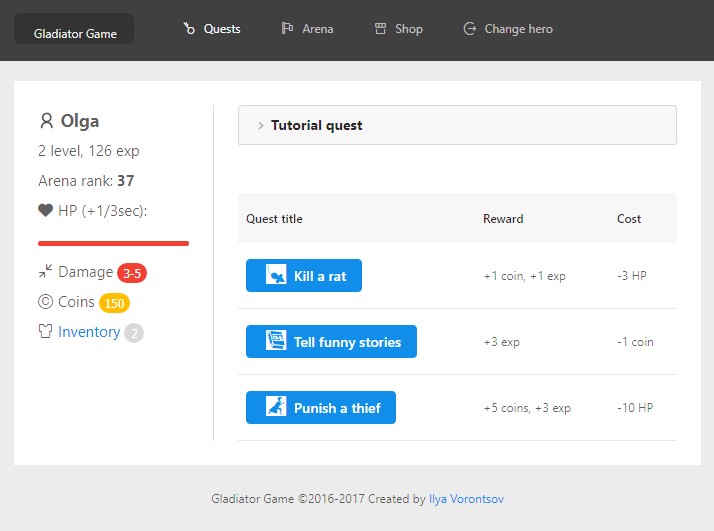 Gladiator Game
Quests
Arena
Shop
Change hero
Olga
2 level, 126 exp
Arena rank: 37
HP (+1/3sec):
Damage 3-5
Coins 150
Inventory 2
Tutorial quest
Quest title Reward Cost
Kill a rat +1 coin, +1 exp -3 HP
Tell funny stories +3 exp -1 coin
Punish a thief +5 coins, +3 exp -10 HP
Gladiator Game ©2016-2017 Created by Ilya Vorontsov